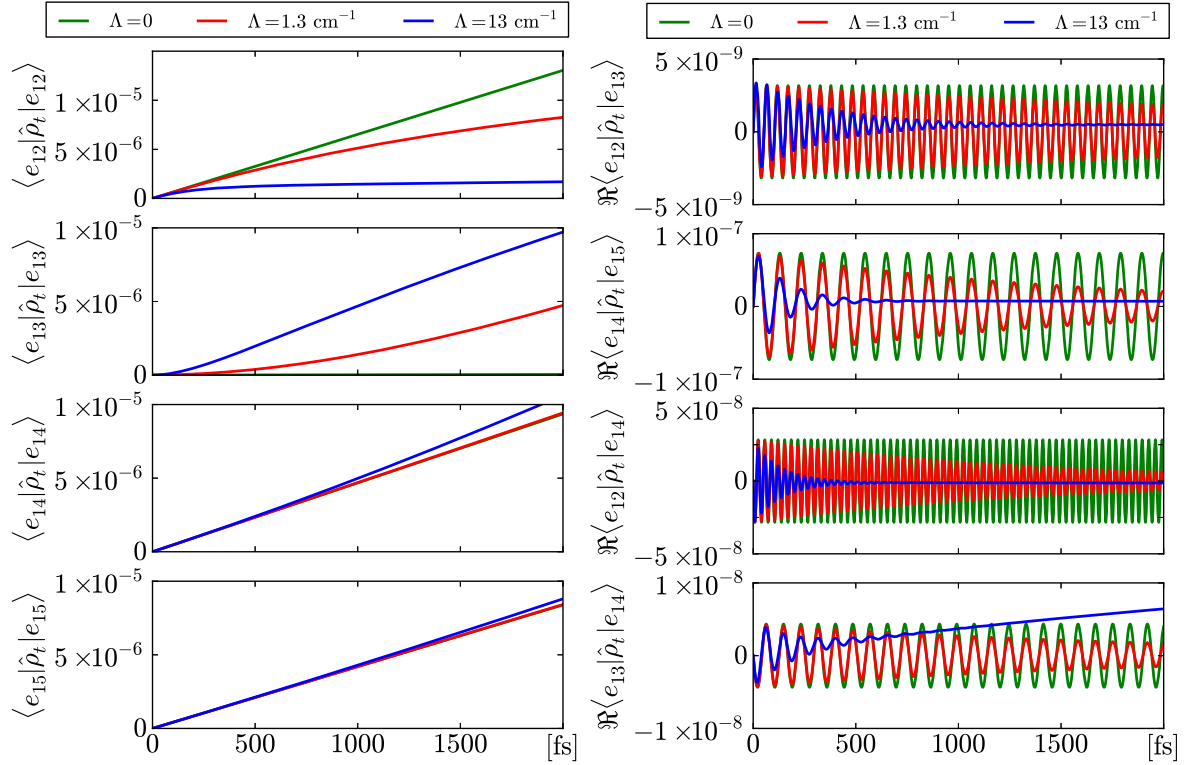 Λ=0 Λ=1.3 cm⁻¹ Λ=13 cm⁻¹
⟨e₁₂|ρ̂ₜ|e₁₂⟩
1 ×10⁻⁵
5 ×10⁻⁶
0
⟨e₁₃|ρ̂ₜ|e₁₃⟩
1 ×10⁻⁵
5 ×10⁻⁶
0
⟨e₁₄|ρ̂ₜ|e₁₄⟩
1 ×10⁻⁵
5 ×10⁻⁶
0
⟨e₁₅|ρ̂ₜ|e₁₅⟩
1 ×10⁻⁵
5 ×10⁻⁶
0
0 500 1000 1500 [fs]
Λ=0 Λ=1.3 cm⁻¹ Λ=13 cm⁻¹
ℜ⟨e₁₂|ρ̂ₜ|e₁₃⟩
5 ×10⁻⁹
0
−5 ×10⁻⁹
ℜ⟨e₁₄|ρ̂ₜ|e₁₅⟩
1 ×10⁻⁷
0
−1 ×10⁻⁷
ℜ⟨e₁₂|ρ̂ₜ|e₁₄⟩
5 ×10⁻⁸
0
−5 ×10⁻⁸
ℜ⟨e₁₃|ρ̂ₜ|e₁₄⟩
1 ×10⁻⁸
0
−1 ×10⁻⁸
0 500 1000 1500 [fs]